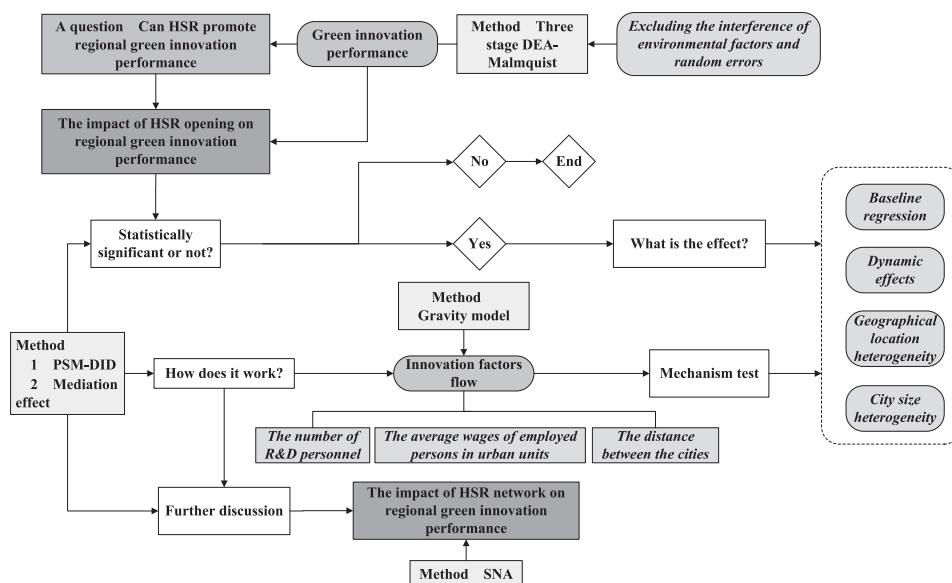 A question Can HSR promote
regional green innovation
performance
Green innovation
performance
Method Three
stage DEA-
Malmquist
Excluding the interference of
environmental factors and
random errors
The impact of HSR opening on
regional green innovation
performance
No
End
Statistically
significant or not?
Yes
What is the effect?
Baseline
regression
Dynamic
effects
Geographical
location
heterogeneity
City size
heterogeneity
Method
Gravity model
Method
1 PSM-DID
2 Mediation
effect
How does it work?
Innovation factors
flow
Mechanism test
The number of
R&D personnel
The average wages of employed
persons in urban units
The distance
between the cities
Further discussion
The impact of HSR network on
regional green innovation
performance
Method SNA